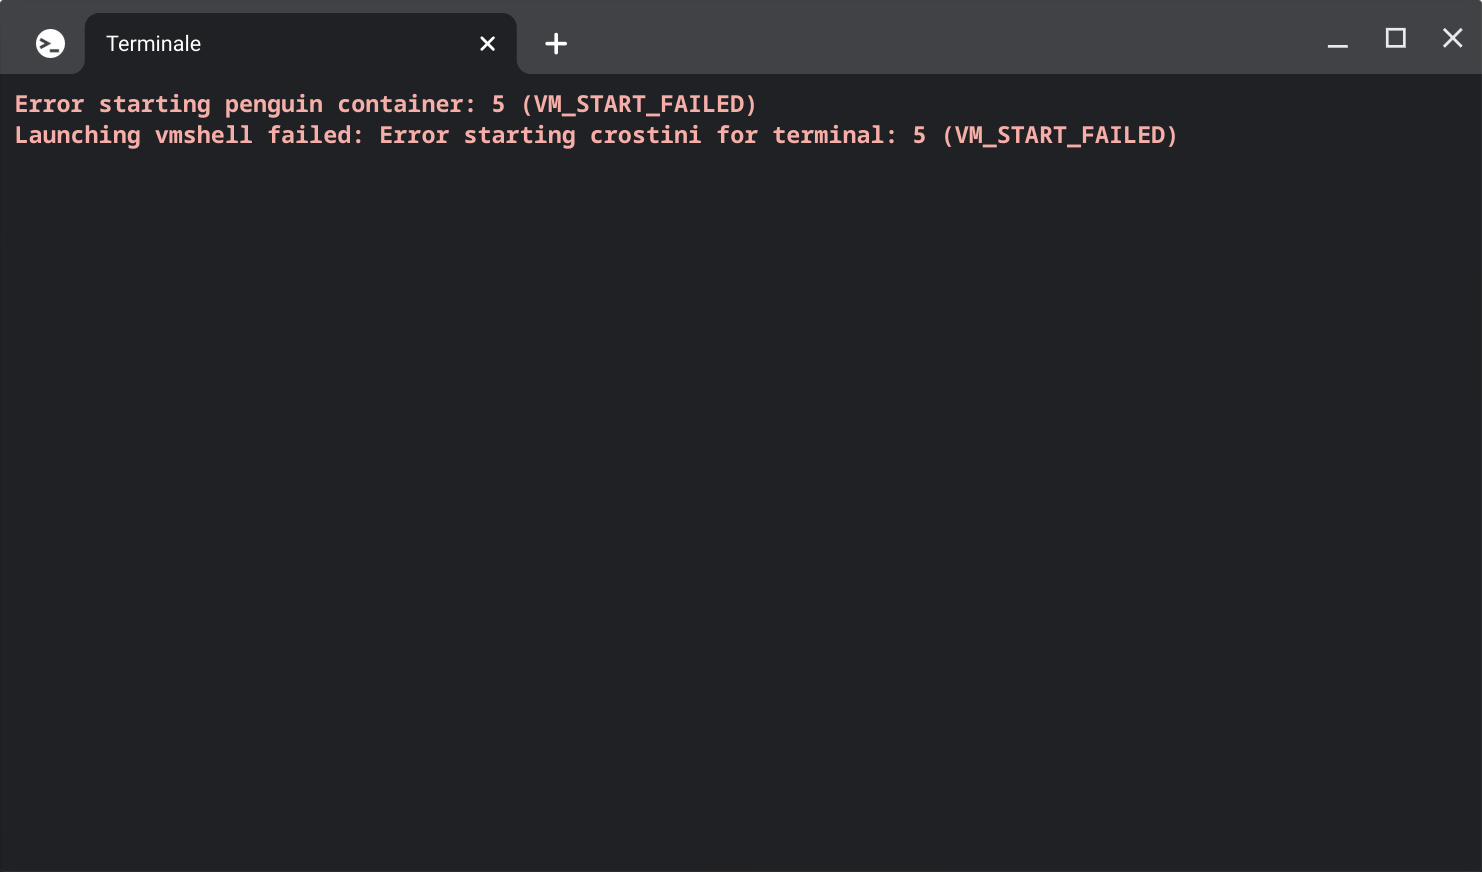 Terminale
Error starting penguin container: 5 (VM_START_FAILED)
Launching vmshell failed: Error starting crostini for terminal: 5 (VM_START_FAILED)